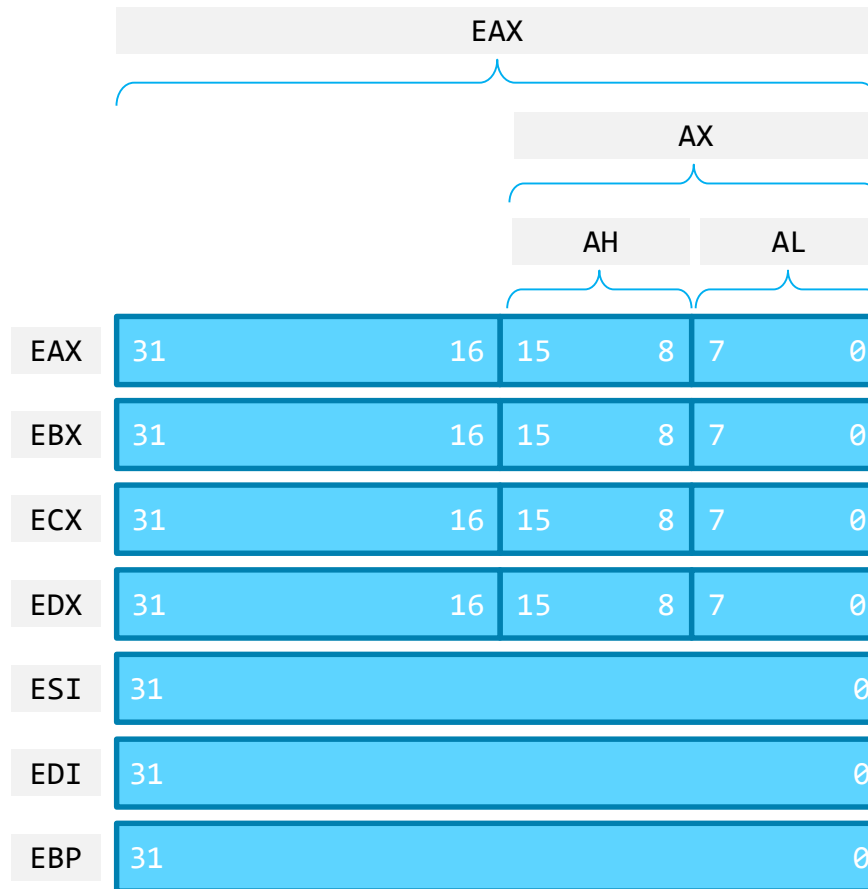 EAX
AX
AH AL
EAX 31 16 15 8 7 0
EBX 31 16 15 8 7 0
ECX 31 16 15 8 7 0
EDX 31 16 15 8 7 0
ESI 31 0
EDI 31 0
EBP 31 0